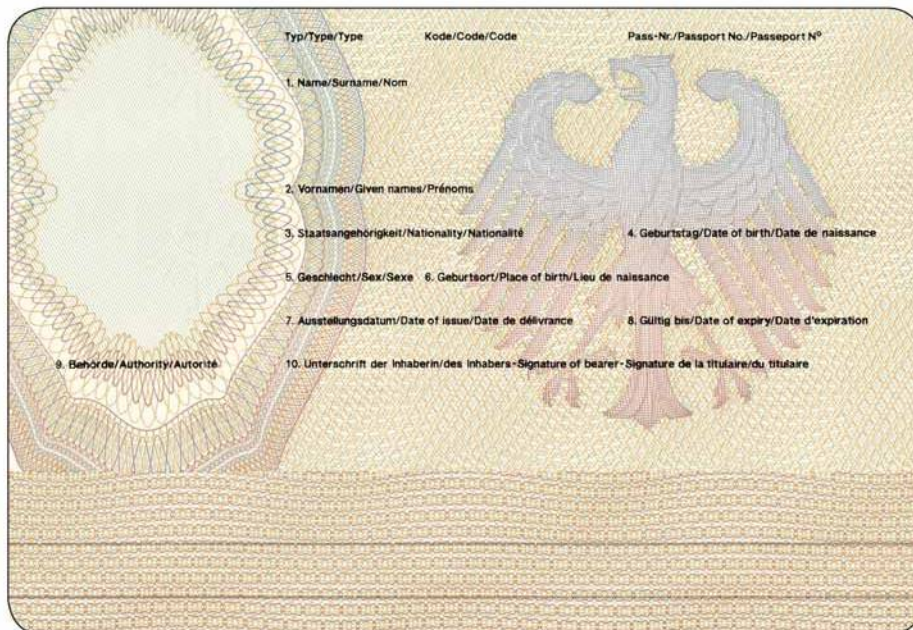 Typ/Type/Type Kode/Code/Code Pass-Nr./Passport No./Passeport Nº
1. Name/Surname/Nom
2. Vornamen/Given names/Prénoms
3. Staatsangehörigkeit/Nationality/Nationalité 4. Geburtstag/Date of birth/Date de naissance
5. Geschlecht/Sex/Sexe 6. Geburtsort/Place of birth/Lieu de naissance
7. Ausstellungsdatum/Date of issue/Date de délivrance 8. Gültig bis/Date of expiry/Date d'expiration
9. Behörde/Authority/Autorité 10. Unterschrift der Inhaberin/des Inhabers-Signature of bearer-Signature de la titulaire/du titulaire